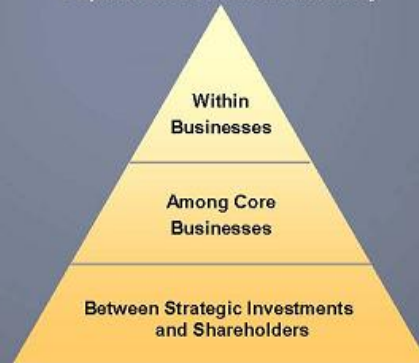 Within
Businesses
Among Core
Businesses
Between Strategic Investments
and Shareholders